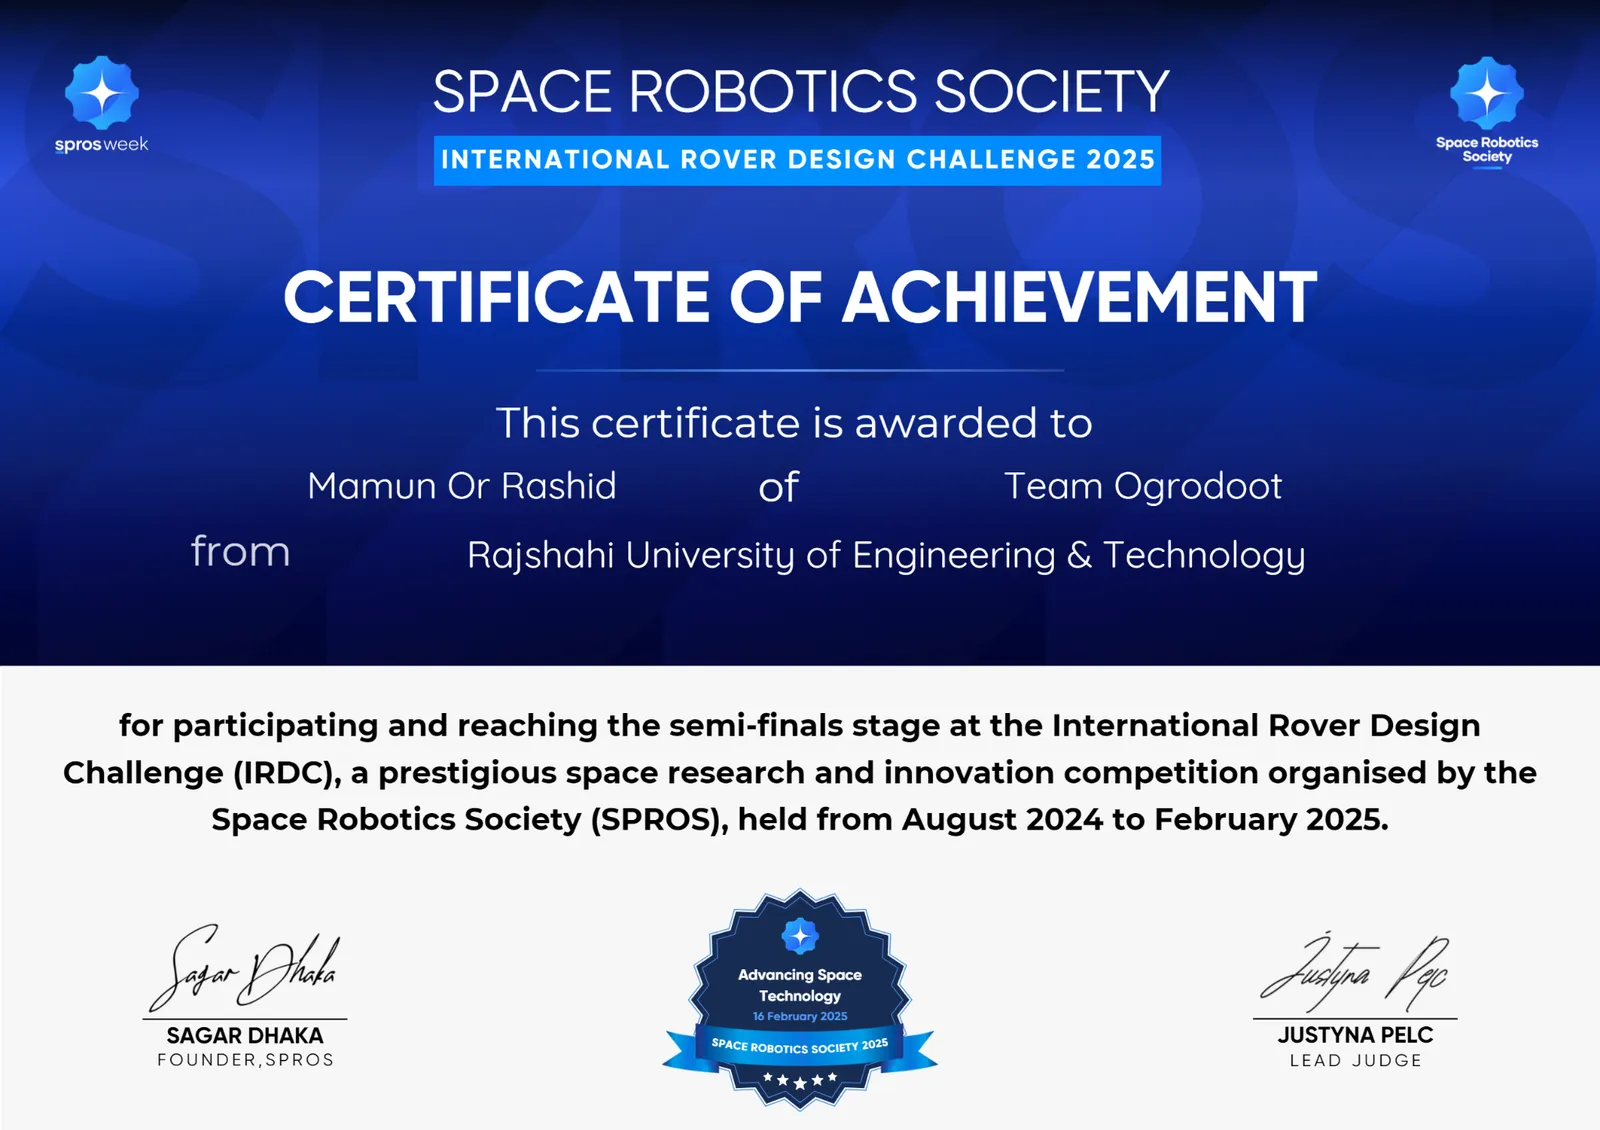 sprosweek
SPACE ROBOTICS SOCIETY
INTERNATIONAL ROVER DESIGN CHALLENGE 2025
Space Robotics
Society
CERTIFICATE OF ACHIEVEMENT
This certificate is awarded to
Mamun Or Rashid of Team Ogrodoot
from Rajshahi University of Engineering & Technology
for participating and reaching the semi-finals stage at the International Rover Design
Challenge (IRDC), a prestigious space research and innovation competition organised by the
Space Robotics Society (SPROS), held from August 2024 to February 2025.
Sagar Dhaka
SAGAR DHAKA
FOUNDER,SPROS
Advancing Space
Technology
16 February 2025
SPACE ROBOTICS SOCIETY 2025
Justyna Pelc
JUSTYNA PELC
LEAD JUDGE